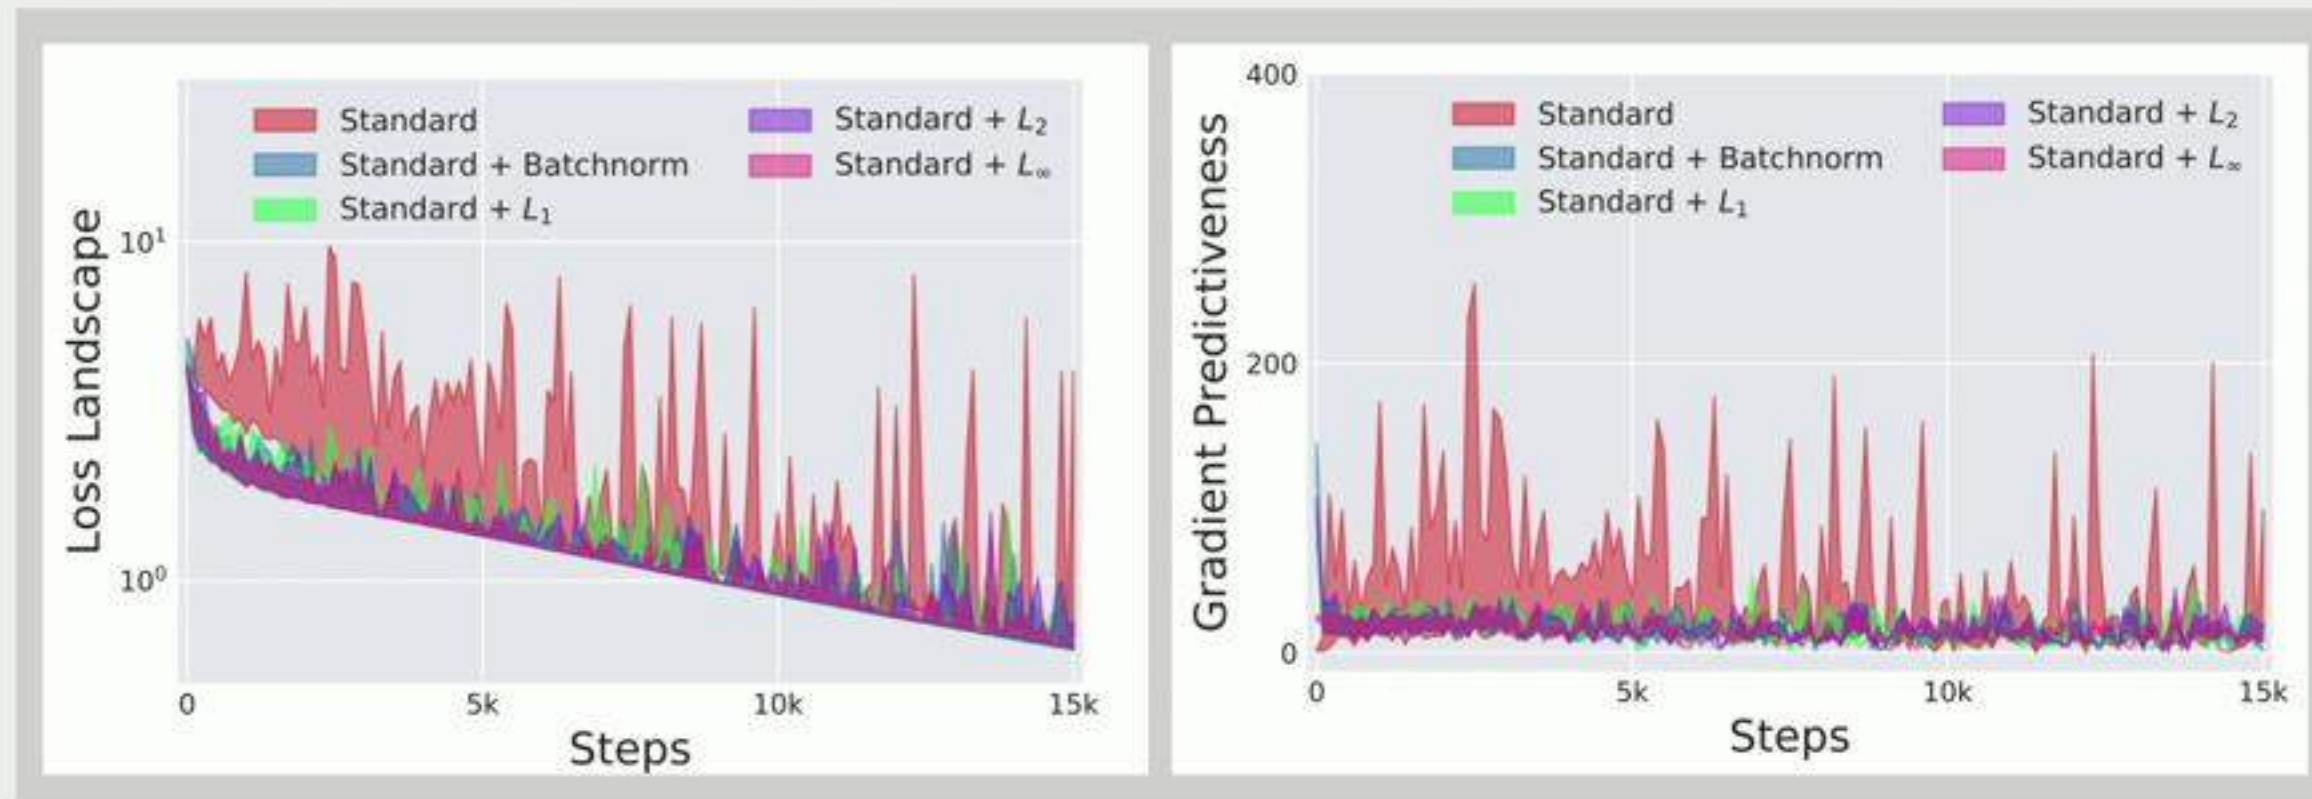 Loss Landscape
Standard
Standard + Batchnorm
Standard + L₁
Standard + L₂
Standard + L∞
10¹
10⁰
0 5k 10k 15k
Steps
Gradient Predictiveness
400
Standard
Standard + Batchnorm
Standard + L₁
Standard + L₂
Standard + L∞
200
0
0 5k 10k 15k
Steps